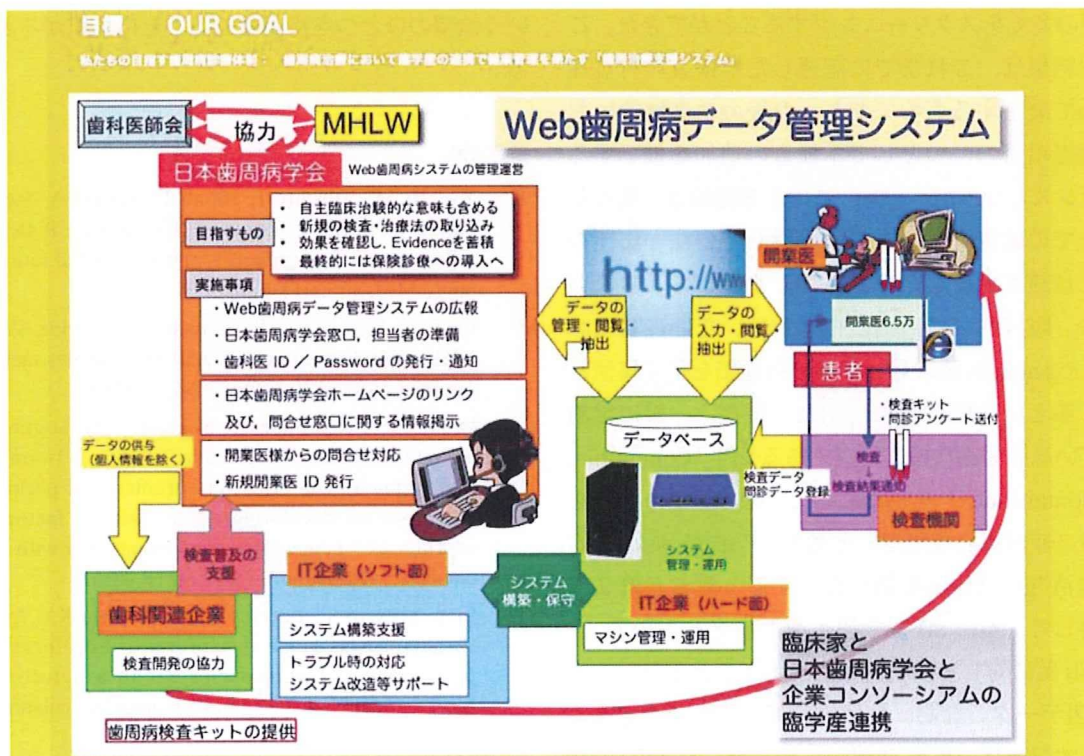 目標 OUR GOAL
私たちの目指す歯周病診療体制： 歯周病治療において歯学産の連携で健康管理を果たす「歯周治療支援システム」
歯科医師会
協力
MHLW
Web歯周病データ管理システム
日本歯周病学会
Web歯周病システムの管理運営
目指すもの
・ 自主臨床治験的な意味も含める
・ 新規の検査・治療法の取り込み
・ 効果を確認し, Evidenceを蓄積
・ 最終的には保険診療への導入へ
実施事項
・Web歯周病データ管理システムの広報
・日本歯周病学会窓口，担当者の準備
・歯科医 ID ／ Password の発行・通知
・日本歯周病学会ホームページのリンク
及び，問合せ窓口に関する情報掲示
・開業医様からの問合せ対応
・新規開業医 ID 発行
http://www
データの
管理・閲覧・
抽出
データの
入力・閲覧・
抽出
開業医
開業医6.5万
患者
・検査キット
・問診アンケート送付
検査
↓
検査結果通知
検査機関
データベース
検査データ
問診データ登録
システム
管理・運用
IT企業（ハード面）
マシン管理・運用
データの供与
（個人情報を除く）
検査普及の
支援
歯科関連企業
検査開発の協力
IT企業（ソフト面）
システム構築支援
トラブル時の対応
システム改造等サポート
システム
構築・保守
臨床家と
日本歯周病学会と
企業コンソーシアムの
臨学産連携
歯周病検査キットの提供